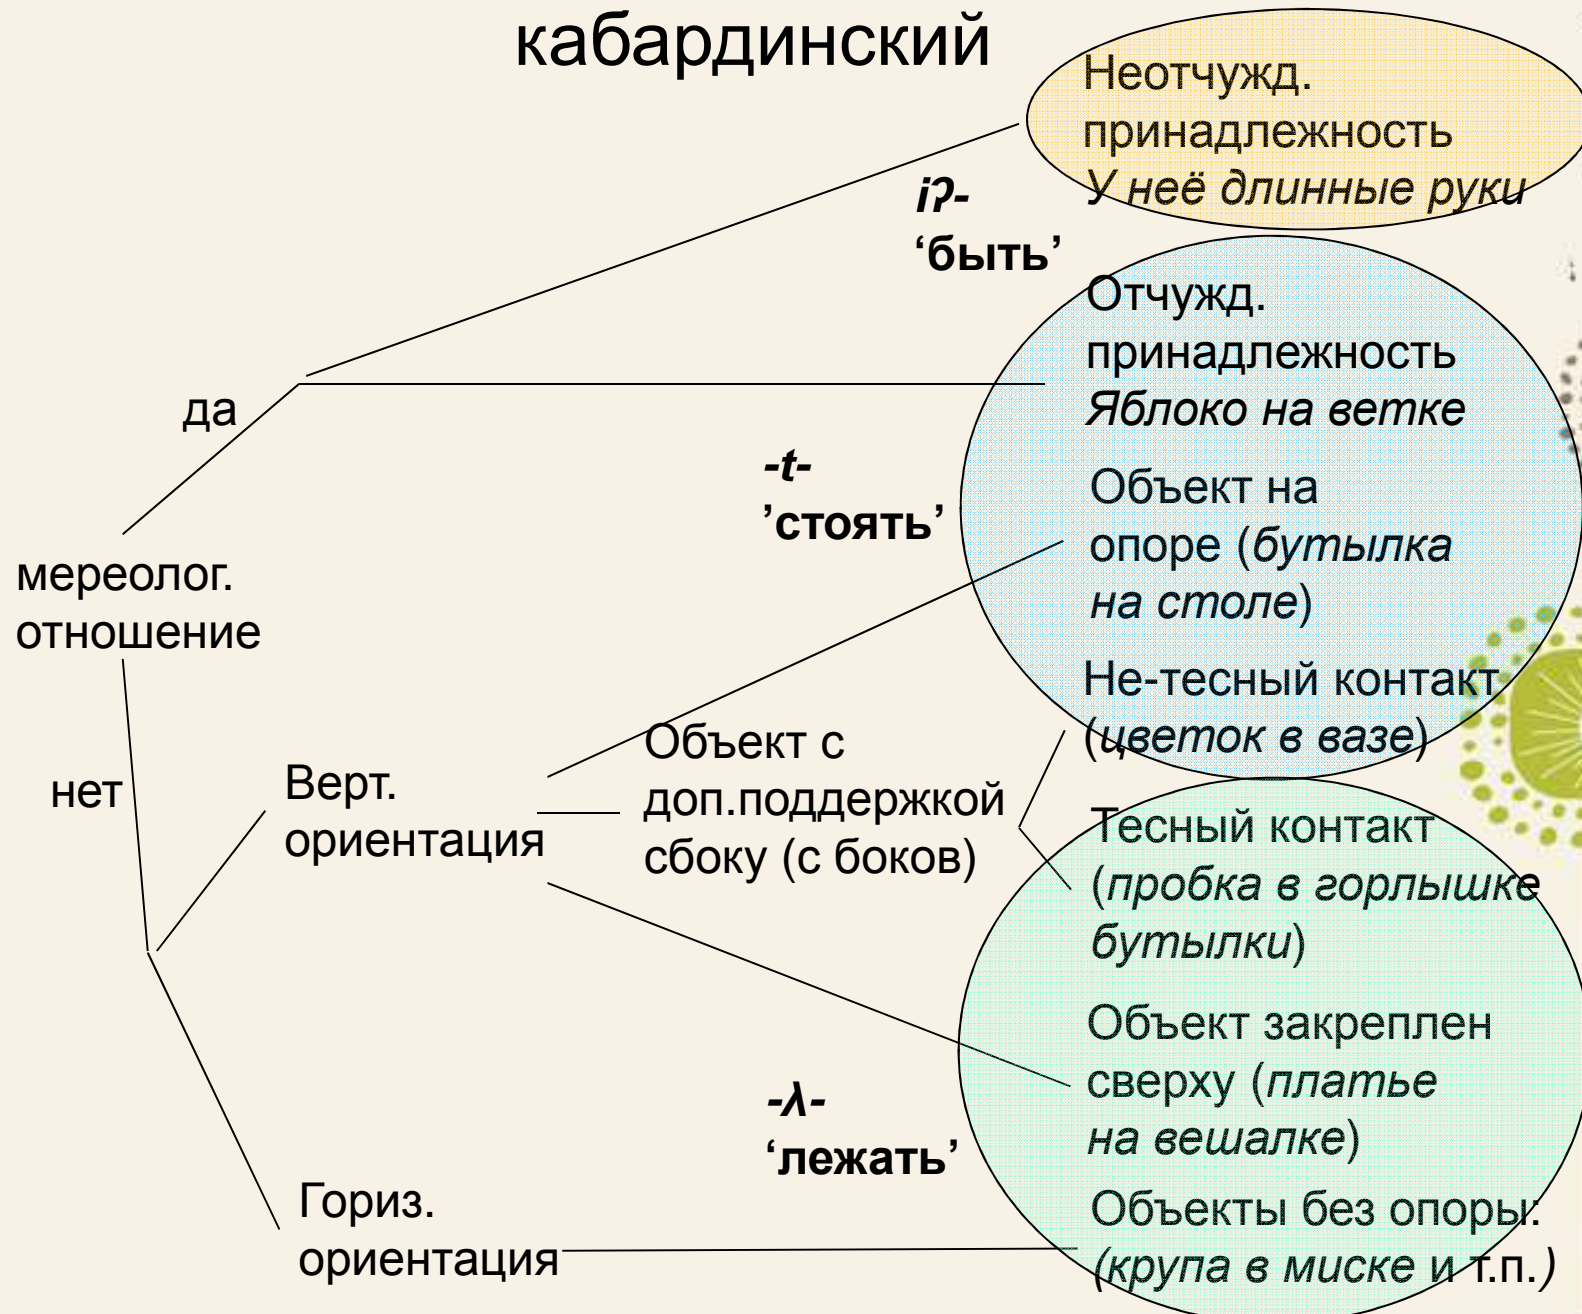 кабардинский
Неотчужд.
принадлежность
У неё длинные руки
iʔ-
‘быть’
Отчужд.
принадлежность
Яблоко на ветке
да
-t-
’стоять’
Объект на
опоре (бутылка
на столе)
мереолог.
отношение
Не-тесный контакт
(цветок в вазе)
Объект с
доп.поддержкой
сбоку (с боков)
нет
Верт.
ориентация
Тесный контакт
(пробка в горлышке
бутылки)
Объект закреплен
сверху (платье
на вешалке)
-λ-
‘лежать’
Гориз.
ориентация
Объекты без опоры:
(крупа в миске и т.п.)